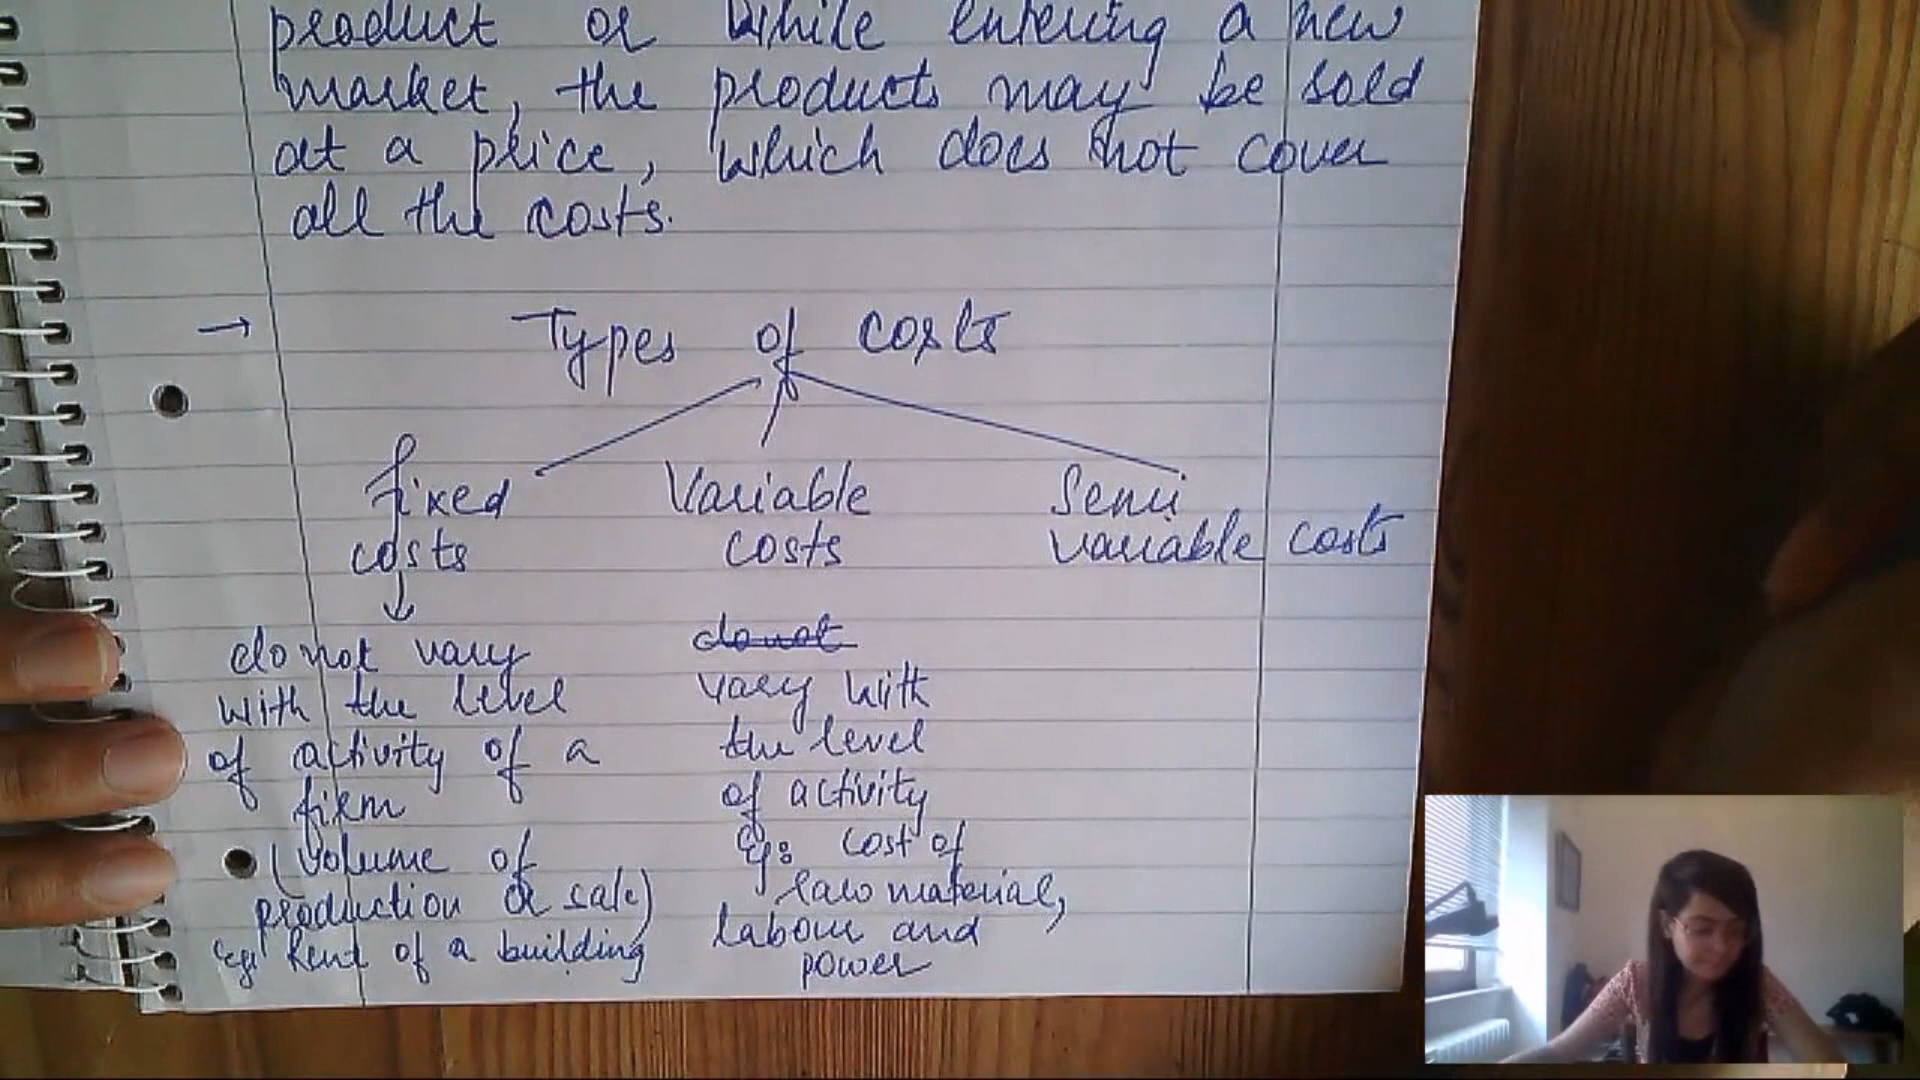 product or while entering a new
market, the products may be sold
at a price, which does not cover
all the costs.
→ Types of costs
fixed
costs
↓
do not vary
with the level
of activity of a
firm
(volume of
production or sale)
eg: Rent of a building
Variable
costs
do not
vary with
the level
of activity
Eg: cost of
raw material,
labour and
power
Semi
variable costs